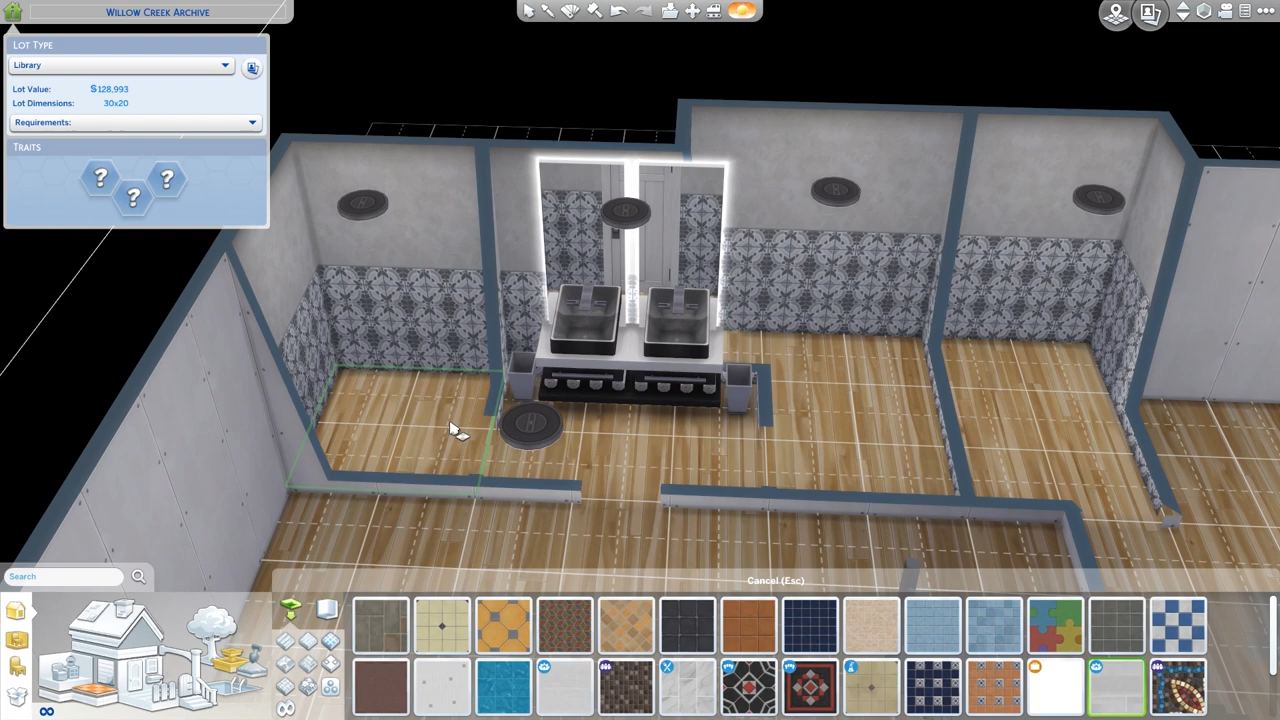 WILLOW CREEK ARCHIVE
LOT TYPE
Library
Lot Value: §128,993
Lot Dimensions: 30x20
Requirements:
TRAITS
? ? ?
Cancel (Esc)
Search